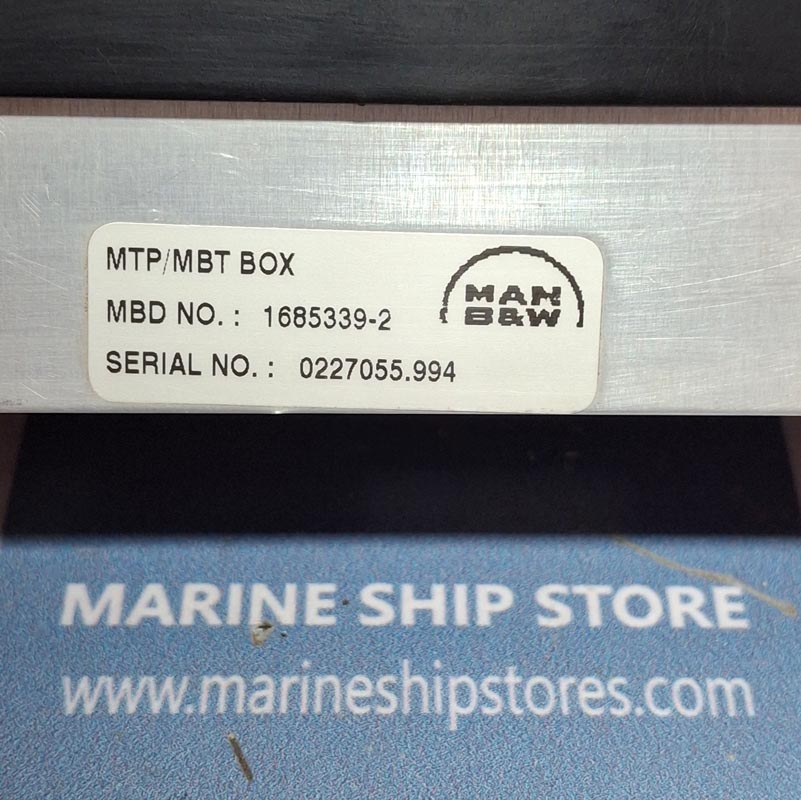 MTP/MBT BOX
MBD NO. : 1685339-2
SERIAL NO. : 0227055.994
MAN
B&W
MARINE SHIP STORE
www.marineshipstores.com